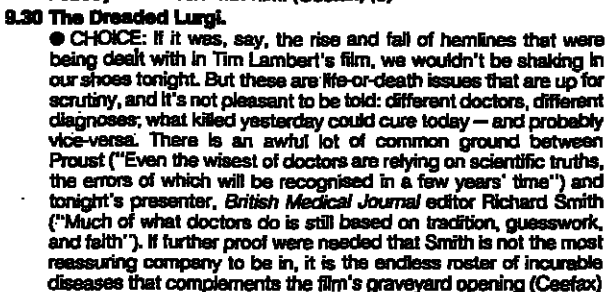 9.30 The Dreaded Lurgi.
● CHOICE: If it was, say, the rise and fall of hemlines that were
being dealt with in Tim Lambert's film, we wouldn't be shaking in
our shoes tonight. But these are life-or-death issues that are up for
scrutiny, and it's not pleasant to be told: different doctors, different
diagnoses; what killed yesterday could cure today — and probably
vice-versa. There is an awful lot of common ground between
Proust ("Even the wisest of doctors are relying on scientific truths,
the errors of which will be recognised in a few years' time") and
tonight's presenter, British Medical Journal editor Richard Smith
("Much of what doctors do is still based on tradition, guesswork,
and faith"). If further proof were needed that Smith is not the most
reassuring company to be in, it is the endless roster of incurable
diseases that complements the film's graveyard opening (Ceefax)